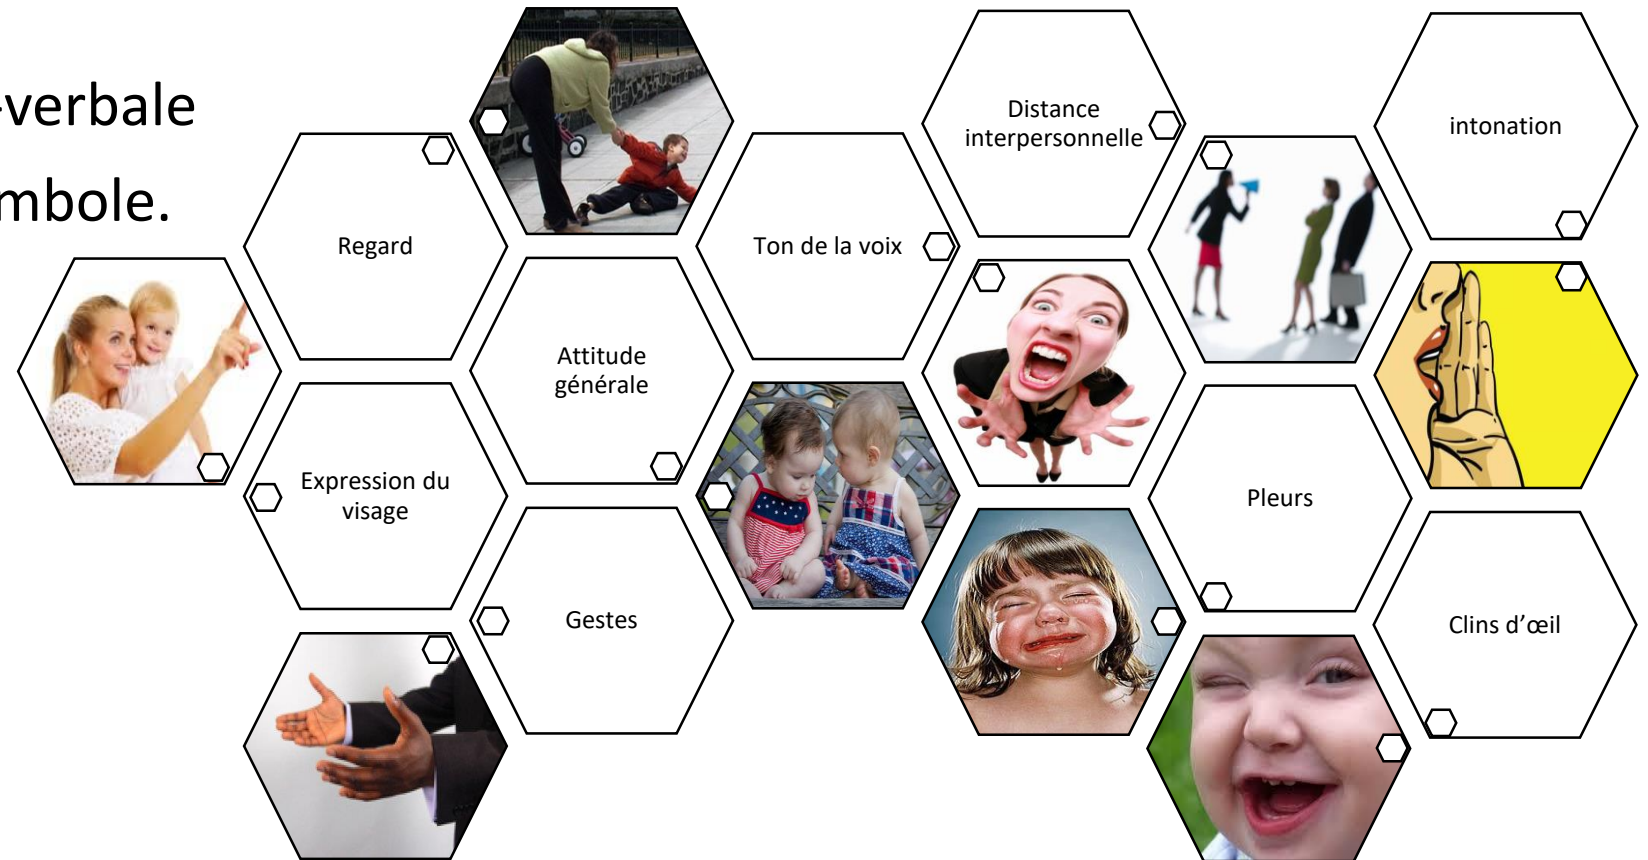 -verbale
mbole.
Regard
Ton de la voix
Distance
interpersonnelle
intonation
Attitude
générale
Expression du
visage
Gestes
Pleurs
Clins d’œil